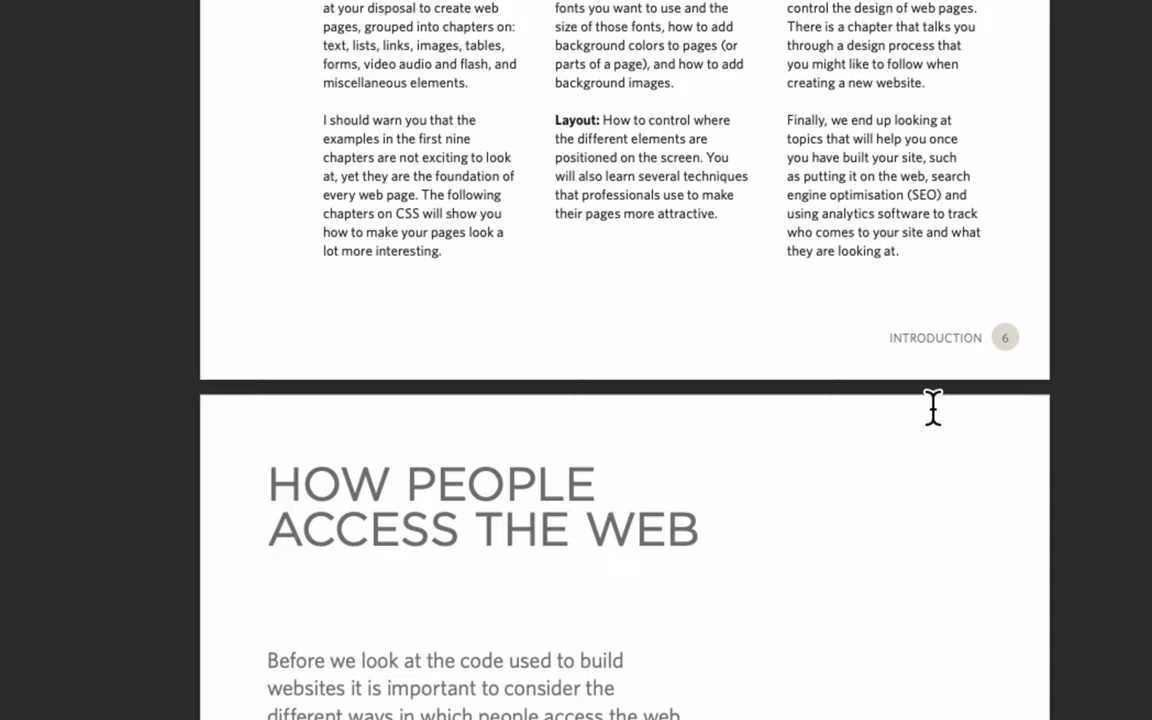 at your disposal to create web
pages, grouped into chapters on:
text, lists, links, images, tables,
forms, video audio and flash, and
miscellaneous elements.
I should warn you that the
examples in the first nine
chapters are not exciting to look
at, yet they are the foundation of
every web page. The following
chapters on CSS will show you
how to make your pages look a
lot more interesting.
fonts you want to use and the
size of those fonts, how to add
background colors to pages (or
parts of a page), and how to add
background images.
Layout: How to control where
the different elements are
positioned on the screen. You
will also learn several techniques
that professionals use to make
their pages more attractive.
control the design of web pages.
There is a chapter that talks you
through a design process that
you might like to follow when
creating a new website.
Finally, we end up looking at
topics that will help you once
you have built your site, such
as putting it on the web, search
engine optimisation (SEO) and
using analytics software to track
who comes to your site and what
they are looking at.
INTRODUCTION 6
HOW PEOPLE
ACCESS THE WEB
Before we look at the code used to build
websites it is important to consider the
different ways in which people access the web